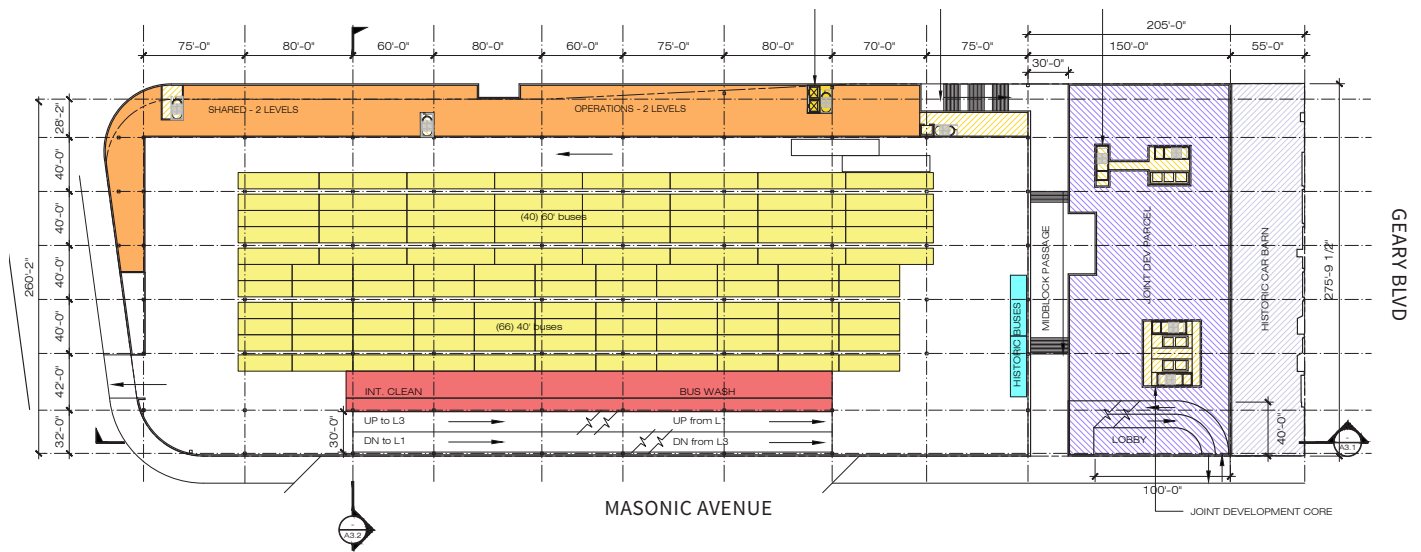 205'-0"
75'-0"
80'-0"
60'-0"
80'-0"
60'-0"
75'-0"
80'-0"
70'-0"
75'-0"
150'-0"
55'-0"
30'-0"
SHARED - 2 LEVELS
OPERATIONS - 2 LEVELS
28'-2"
40'-0"
40'-0"
40'-0"
40'-0"
42'-0"
32'-0"
260'-2"
(40) 60' buses
(66) 40' buses
HISTORIC BUSES
MIDBLOCK PASSAGE
JOINT DEV PARCEL
HISTORIC CAR BARN
275'-9 1/2"
GEARY BLVD
INT. CLEAN
BUS WASH
30'-0"
UP to L3
UP from L1
DN to L1
DN from L3
LOBBY
40'-0"
100'-0"
-
A3.1
MASONIC AVENUE
JOINT DEVELOPMENT CORE
-
A3.2